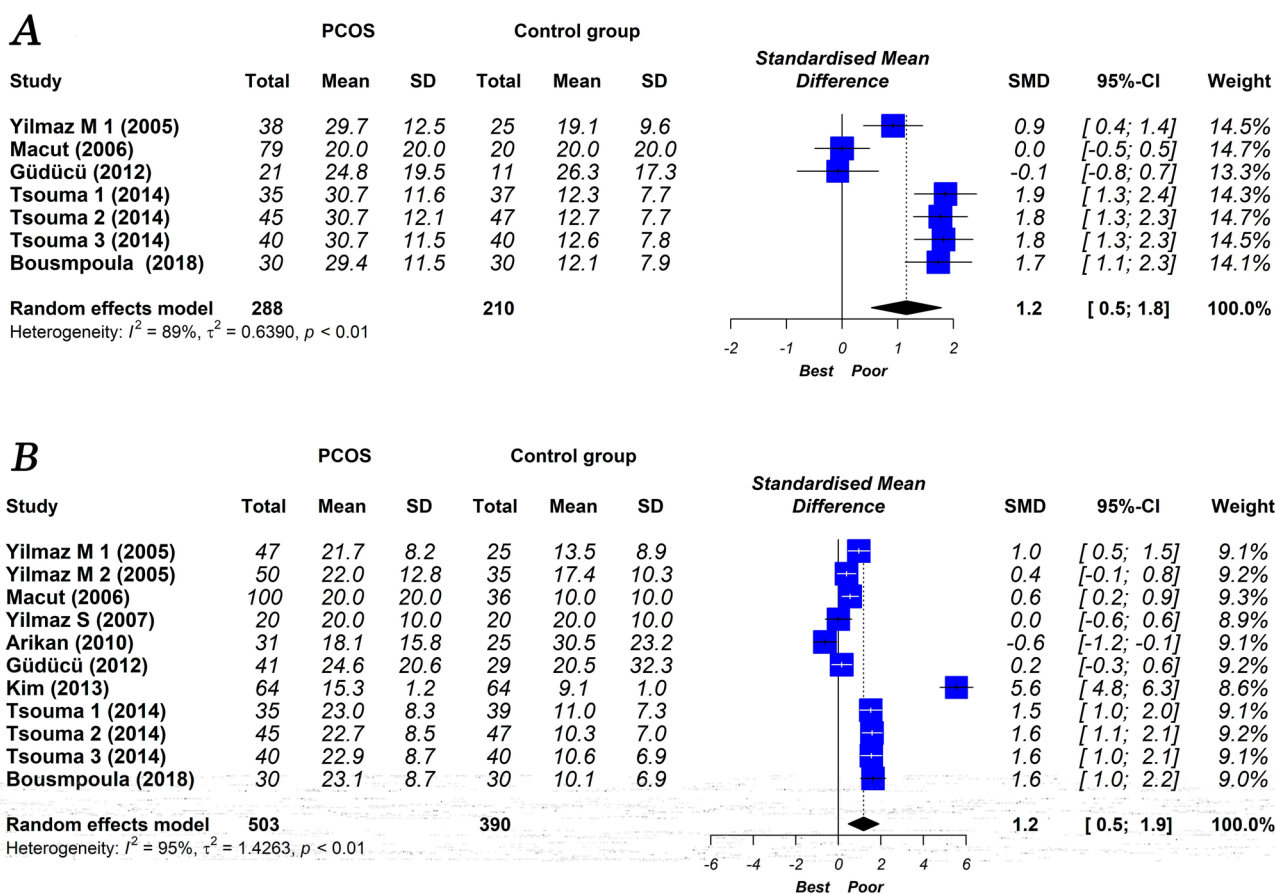 A
PCOS Control group
Standardised Mean
Study Total Mean SD Total Mean SD Difference SMD 95%-CI Weight
Yilmaz M 1 (2005) 38 29.7 12.5 25 19.1 9.6 0.9 [ 0.4; 1.4] 14.5%
Macut (2006) 79 20.0 20.0 20 20.0 20.0 0.0 [-0.5; 0.5] 14.7%
Güdücü (2012) 21 24.8 19.5 11 26.3 17.3 -0.1 [-0.8; 0.7] 13.3%
Tsouma 1 (2014) 35 30.7 11.6 37 12.3 7.7 1.9 [ 1.3; 2.4] 14.3%
Tsouma 2 (2014) 45 30.7 12.1 47 12.7 7.7 1.8 [ 1.3; 2.3] 14.7%
Tsouma 3 (2014) 40 30.7 11.5 40 12.6 7.8 1.8 [ 1.3; 2.3] 14.5%
Bousmpoula (2018) 30 29.4 11.5 30 12.1 7.9 1.7 [ 1.1; 2.3] 14.1%
Random effects model 288 210 1.2 [ 0.5; 1.8] 100.0%
Heterogeneity: I² = 89%, τ² = 0.6390, p < 0.01
-2 -1 0 1 2
Best Poor
B
PCOS Control group
Standardised Mean
Study Total Mean SD Total Mean SD Difference SMD 95%-CI Weight
Yilmaz M 1 (2005) 47 21.7 8.2 25 13.5 8.9 1.0 [ 0.5; 1.5] 9.1%
Yilmaz M 2 (2005) 50 22.0 12.8 35 17.4 10.3 0.4 [-0.1; 0.8] 9.2%
Macut (2006) 100 20.0 20.0 36 10.0 10.0 0.6 [ 0.2; 0.9] 9.3%
Yilmaz S (2007) 20 20.0 10.0 20 20.0 10.0 0.0 [-0.6; 0.6] 8.9%
Arikan (2010) 31 18.1 15.8 25 30.5 23.2 -0.6 [-1.2; -0.1] 9.1%
Güdücü (2012) 41 24.6 20.6 29 20.5 32.3 0.2 [-0.3; 0.6] 9.2%
Kim (2013) 64 15.3 1.2 64 9.1 1.0 5.6 [ 4.8; 6.3] 8.6%
Tsouma 1 (2014) 35 23.0 8.3 39 11.0 7.3 1.5 [ 1.0; 2.0] 9.1%
Tsouma 2 (2014) 45 22.7 8.5 47 10.3 7.0 1.6 [ 1.1; 2.1] 9.2%
Tsouma 3 (2014) 40 22.9 8.7 40 10.6 6.9 1.6 [ 1.0; 2.1] 9.1%
Bousmpoula (2018) 30 23.1 8.7 30 10.1 6.9 1.6 [ 1.0; 2.2] 9.0%
Random effects model 503 390 1.2 [ 0.5; 1.9] 100.0%
Heterogeneity: I² = 95%, τ² = 1.4263, p < 0.01
-6 -4 -2 0 2 4 6
Best Poor